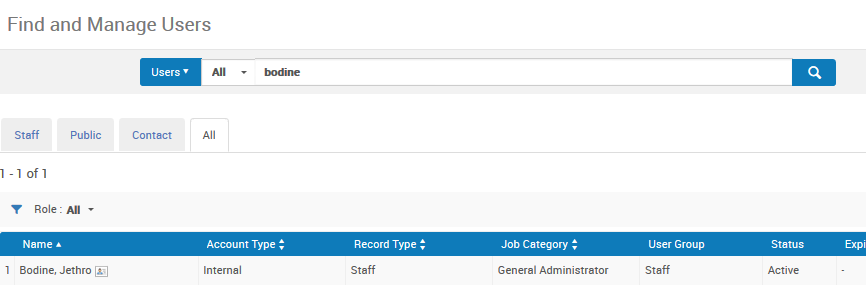 Find and Manage Users
Users All bodine
Staff Public Contact All
1 - 1 of 1
Role : All
Name Account Type Record Type Job Category User Group Status Expi
1 Bodine, Jethro Internal Staff General Administrator Staff Active -